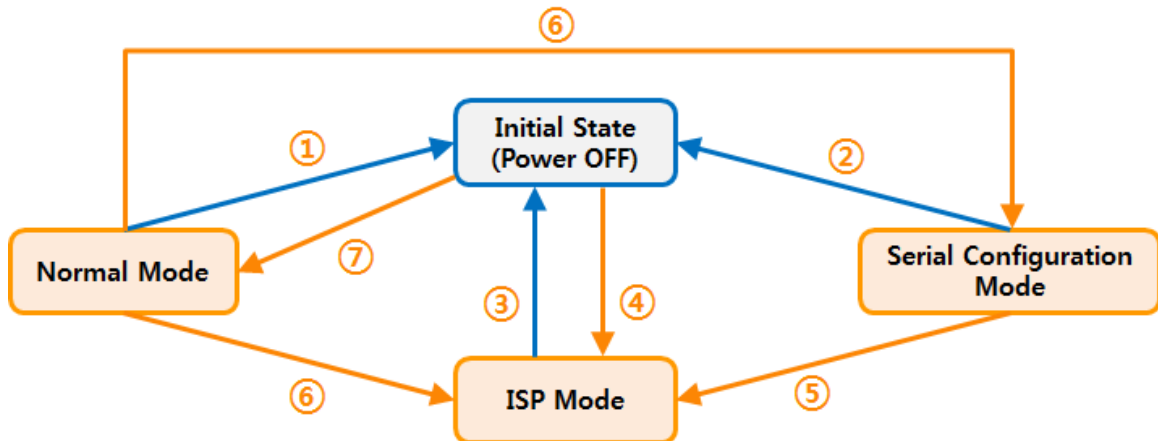 ⑥
Initial State
(Power OFF)
①
②
Normal Mode
⑦
Serial Configuration
Mode
③
④
⑥
ISP Mode
⑤